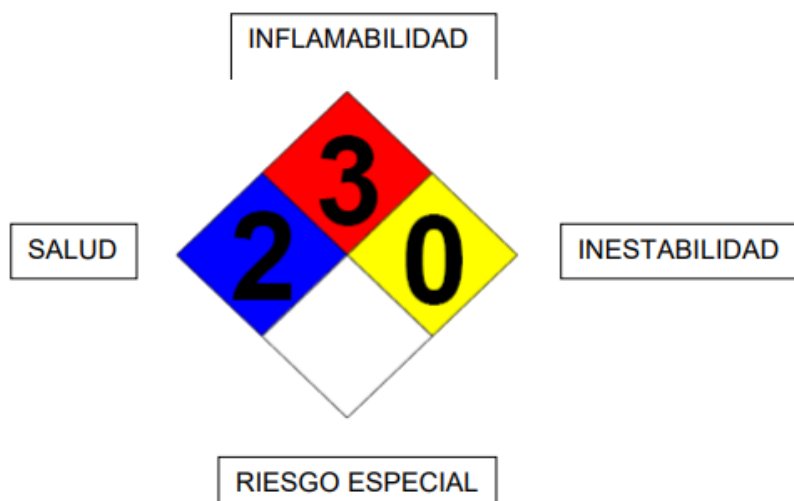 INFLAMABILIDAD
3
SALUD
2
0
INESTABILIDAD
RIESGO ESPECIAL